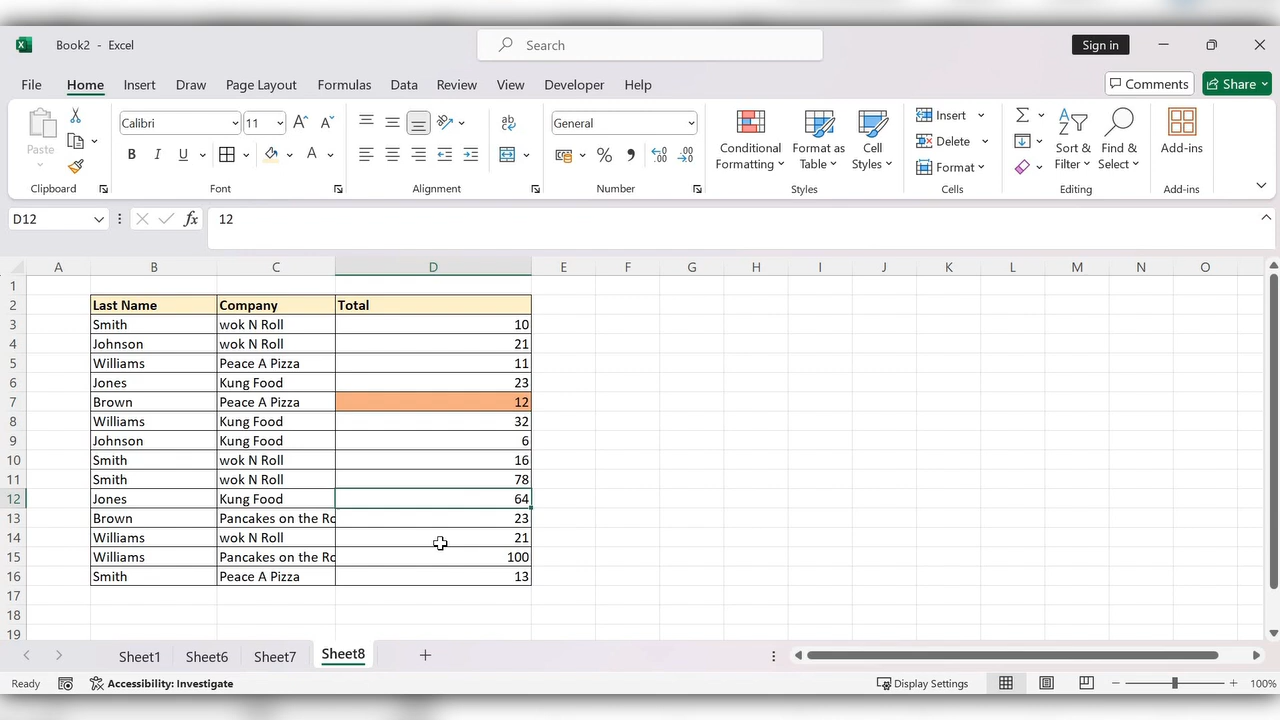 Book2 - Excel
Search
Sign in
File Home Insert Draw Page Layout Formulas Data Review View Developer Help
Comments Share
Paste
Calibri 11
B I U A
ab
General
% 9
Conditional Formatting
Format as Table
Cell Styles
Insert
Delete
Format
Sort & Filter
Find & Select
Add-ins
Clipboard Font Alignment Number Styles Cells Editing Add-ins
D12 fx 12
A B C D E F G H I J K L M N O
1
2 Last Name Company Total
3 Smith wok N Roll 10
4 Johnson wok N Roll 21
5 Williams Peace A Pizza 11
6 Jones Kung Food 23
7 Brown Peace A Pizza 12
8 Williams Kung Food 32
9 Johnson Kung Food 6
10 Smith wok N Roll 16
11 Smith wok N Roll 78
12 Jones Kung Food 64
13 Brown Pancakes on the Ro 23
14 Williams wok N Roll 21
15 Williams Pancakes on the Ro 100
16 Smith Peace A Pizza 13
17
18
19
Sheet1 Sheet6 Sheet7 Sheet8
Ready Accessibility: Investigate Display Settings 100%